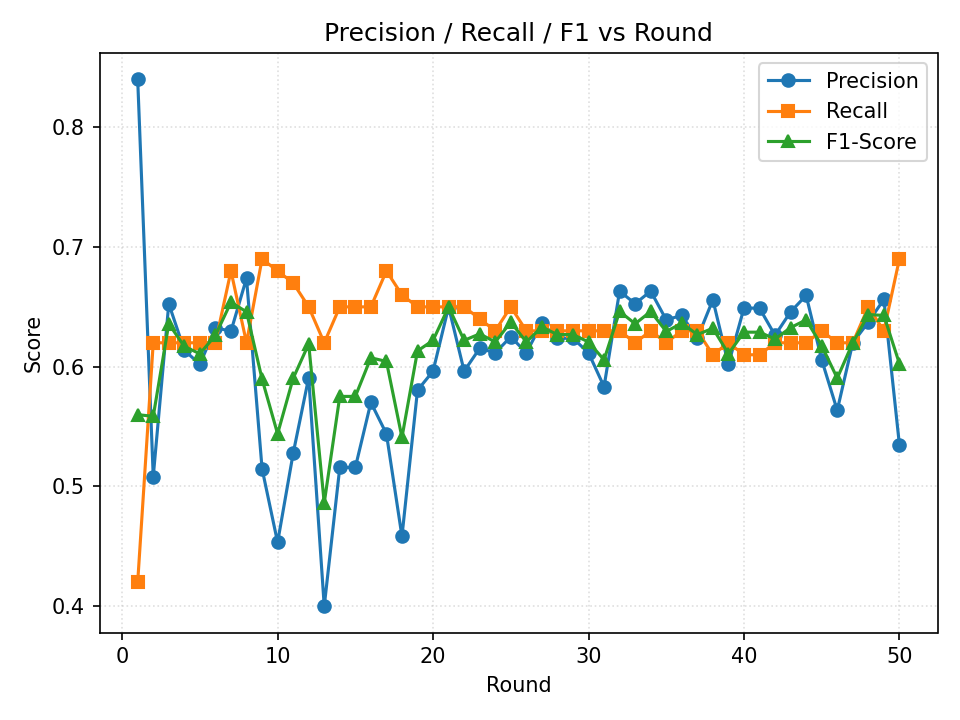 Precision / Recall / F1 vs Round
Precision
Recall
F1-Score
Score
0.8
0.7
0.6
0.5
0.4
0 10 20 30 40 50
Round